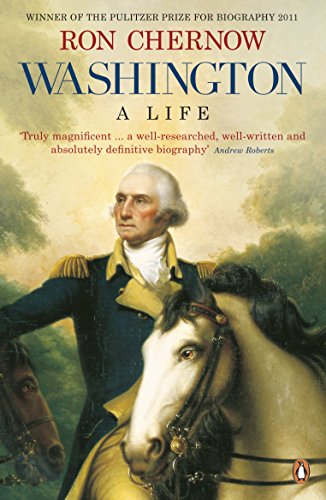 WINNER OF THE PULITZER PRIZE FOR BIOGRAPHY 2011
RON CHERNOW
WASHINGTON
A LIFE
'Truly magnificent ... a well-researched, well-written and
absolutely definitive biography' Andrew Roberts